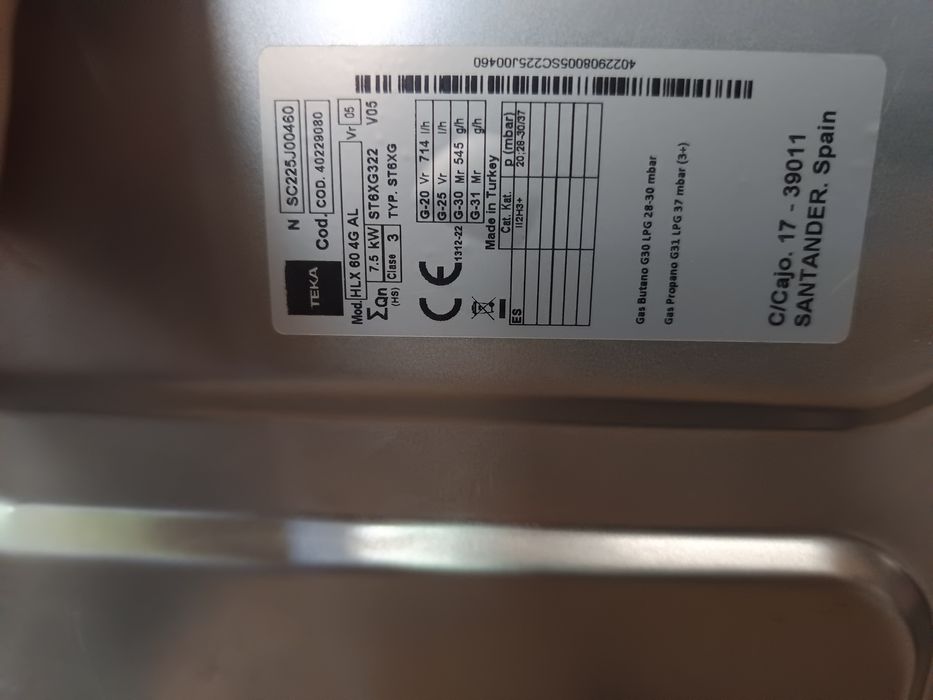 TEKA
N SC225J00460
Cod. COD. 40229080
Mod. HLX 60 4G AL Vr 05
ΣQn 7.5 kW ST6XG322 V05
(HS) Clase 3 TYP. ST6XG
CE
1312-22
G-20 Vr 714 l/h
G-25 Vr l/h
G-30 Mr 545 g/h
G-31 Mr g/h
Made in Turkey
Cat. Kat. p (mbar)
ES II2H3+ 20;28-30/37
Gas Butano G30 LPG 28-30 mbar
Gas Propano G31 LPG 37 mbar (3+)
C/Cajo. 17 - 39011
SANTANDER. Spain
4022908005SC225J00460